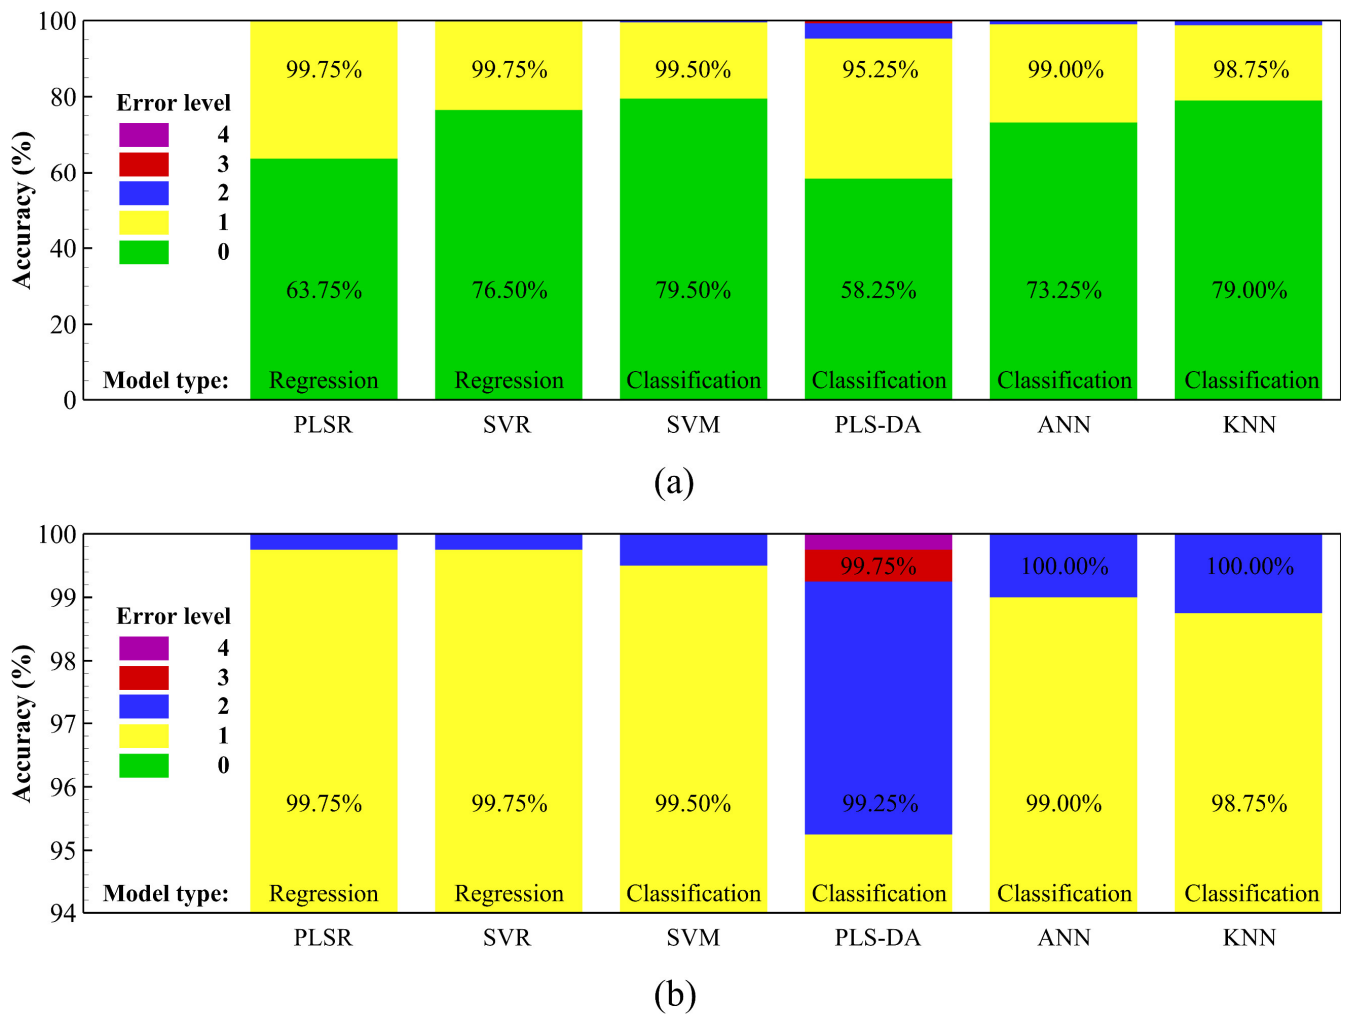 100
80
60
40
20
0
Accuracy (%)
Error level
4
3
2
1
0
99.75% 99.75% 99.50% 95.25% 99.00% 98.75%
63.75% 76.50% 79.50% 58.25% 73.25% 79.00%
Model type: Regression Regression Classification Classification Classification Classification
PLSR SVR SVM PLS-DA ANN KNN
(a)
100
99
98
97
96
95
94
Accuracy (%)
Error level
4
3
2
1
0
99.75% 100.00% 100.00%
99.75% 99.75% 99.50% 99.25% 99.00% 98.75%
Model type: Regression Regression Classification Classification Classification Classification
PLSR SVR SVM PLS-DA ANN KNN
(b)